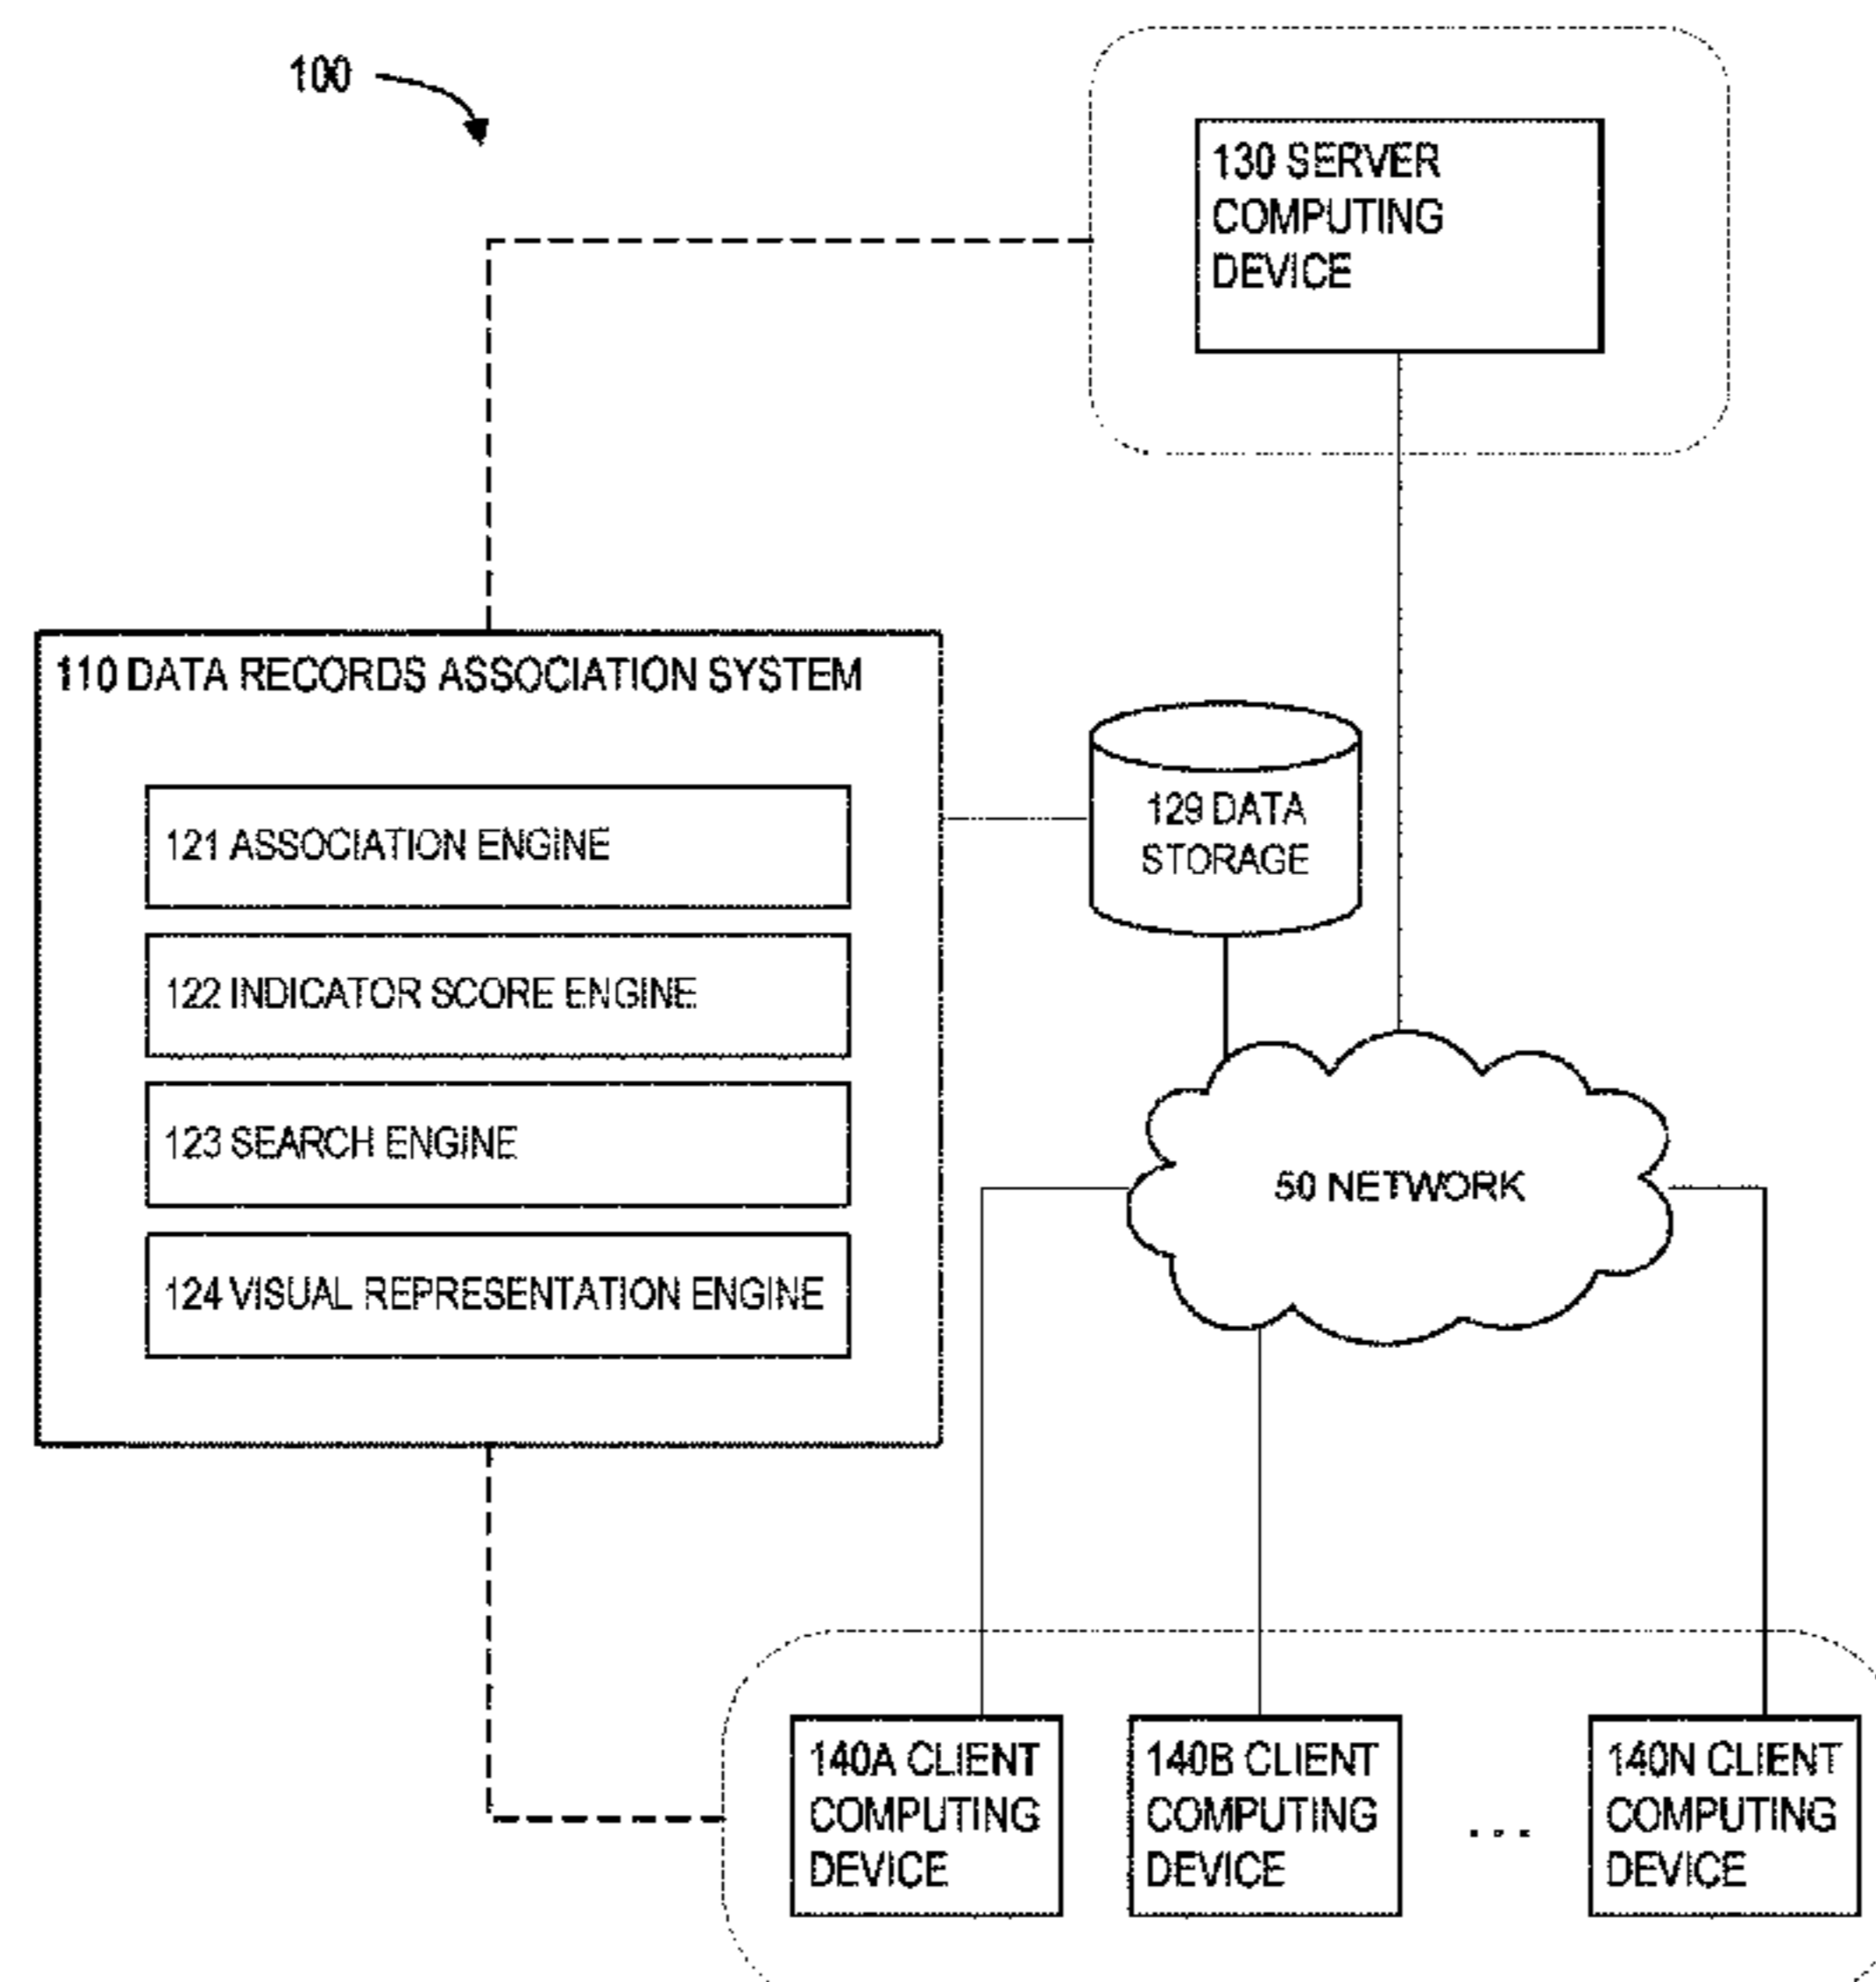 100
130 SERVER
COMPUTING
DEVICE
110 DATA RECORDS ASSOCIATION SYSTEM
121 ASSOCIATION ENGINE
122 INDICATOR SCORE ENGINE
123 SEARCH ENGINE
124 VISUAL REPRESENTATION ENGINE
129 DATA
STORAGE
50 NETWORK
140A CLIENT
COMPUTING
DEVICE
140B CLIENT
COMPUTING
DEVICE
. . .
140N CLIENT
COMPUTING
DEVICE